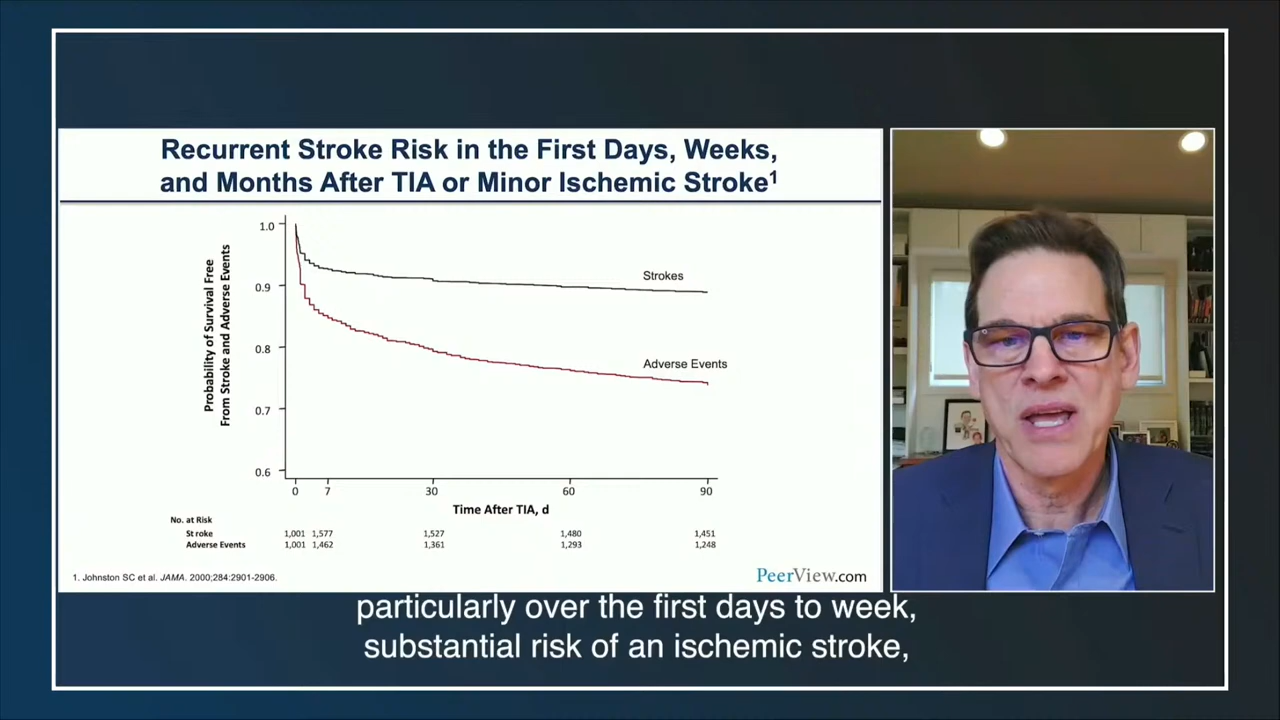 Recurrent Stroke Risk in the First Days, Weeks,
and Months After TIA or Minor Ischemic Stroke1
Probability of Survival Free
From Stroke and Adverse Events
1.0
0.9
0.8
0.7
0.6
Strokes
Adverse Events
0 7 30 60 90
Time After TIA, d
No. at Risk
St roke 1,001 1,577 1,527 1,480 1,451
Adverse Events 1,001 1,462 1,361 1,293 1,248
1. Johnston SC et al. JAMA. 2000;284:2901-2906.
PeerView.com
particularly over the first days to week,
substantial risk of an ischemic stroke,